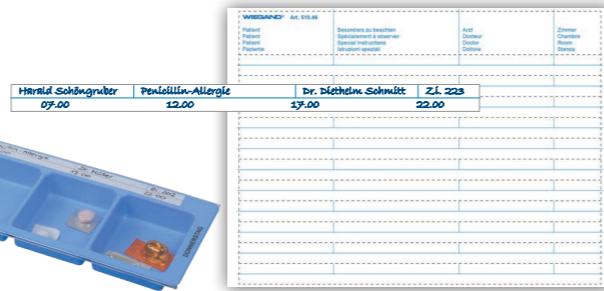 WIEGAND® Art. 510.46
Patient Besonders zu beachten Arzt Zimmer
Patient Spécialement à observer Docteur Chambre
Patient Special instructions Doctor Room
Paziente Istruzioni speziali Dottore Stanza
Harald Schöngruber Penicillin-Allergie Dr. Diethelm Schmitt Zi. 223
07.00 12.00 17.00 22.00
DONNERSTAG